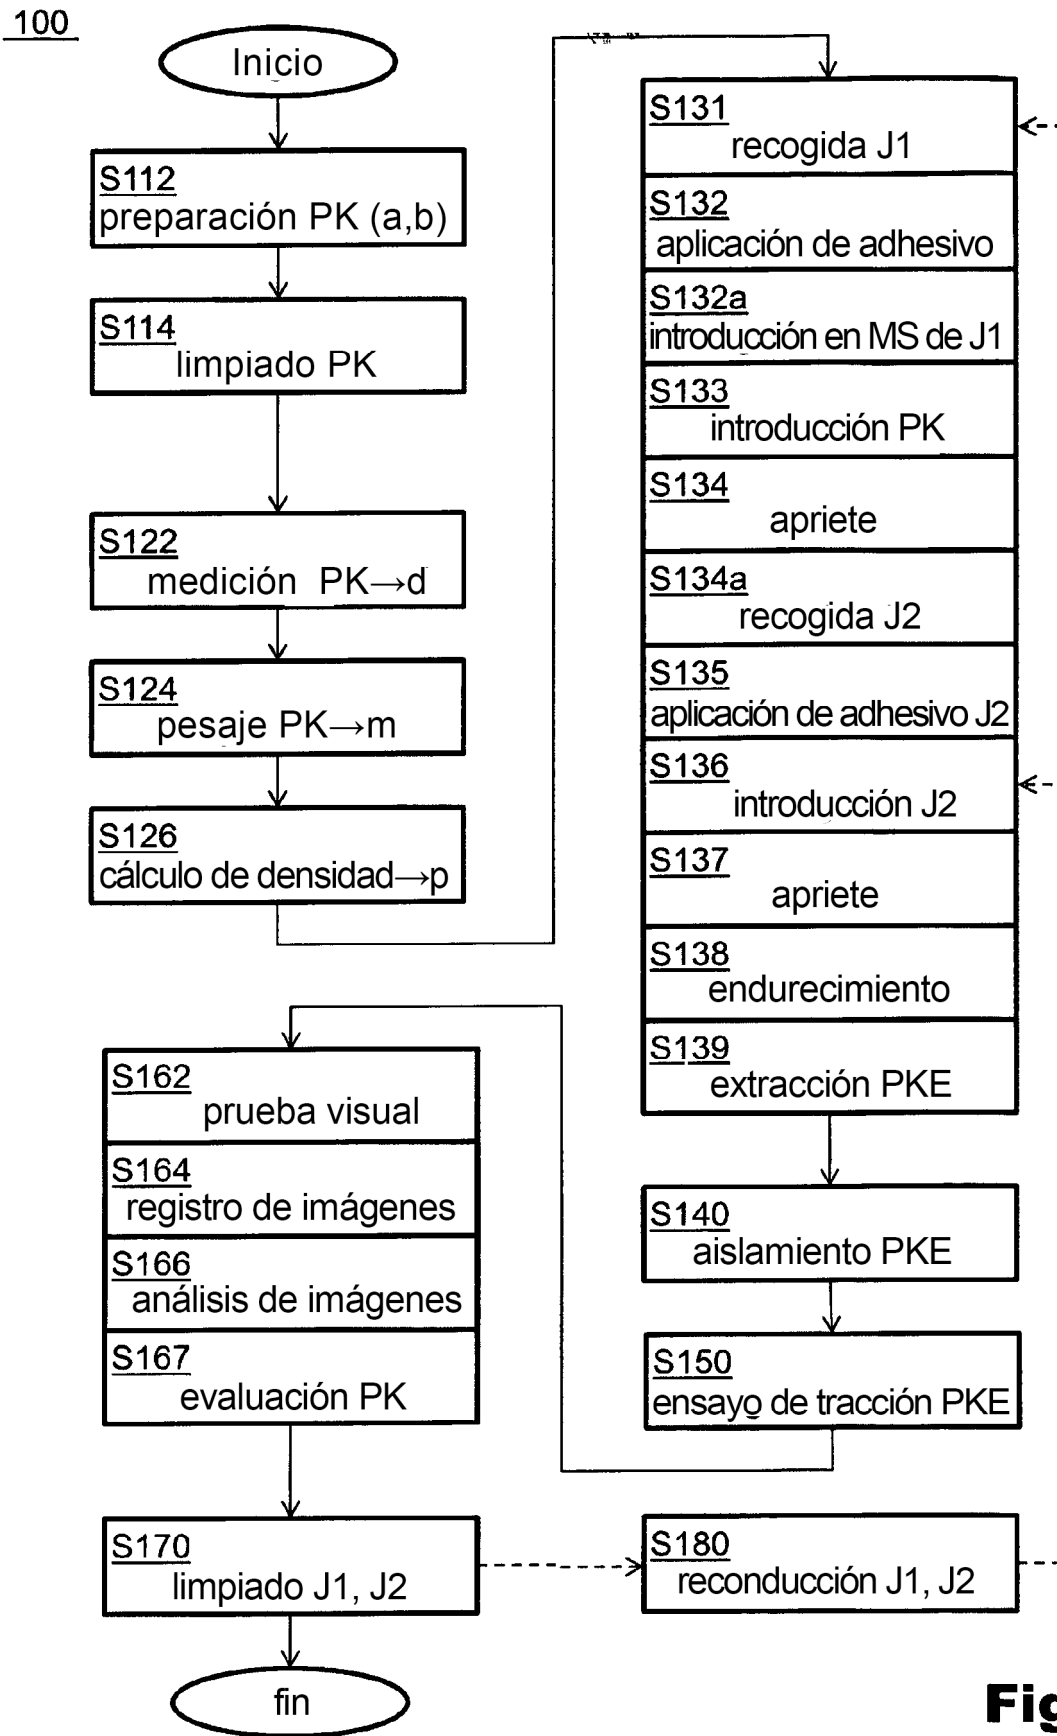 100
Inicio
S112
preparación PK (a,b)
S114
limpiado PK
S122
medición PK→d
S124
pesaje PK→m
S126
cálculo de densidad→p
S131
recogida J1
S132
aplicación de adhesivo
S132a
introducción en MS de J1
S133
introducción PK
S134
apriete
S134a
recogida J2
S135
aplicación de adhesivo J2
S136
introducción J2
S137
apriete
S138
endurecimiento
S139
extracción PKE
S140
aislamiento PKE
S150
ensayo de tracción PKE
S162
prueba visual
S164
registro de imágenes
S166
análisis de imágenes
S167
evaluación PK
S170
limpiado J1, J2
S180
reconducción J1, J2
fin
Fig